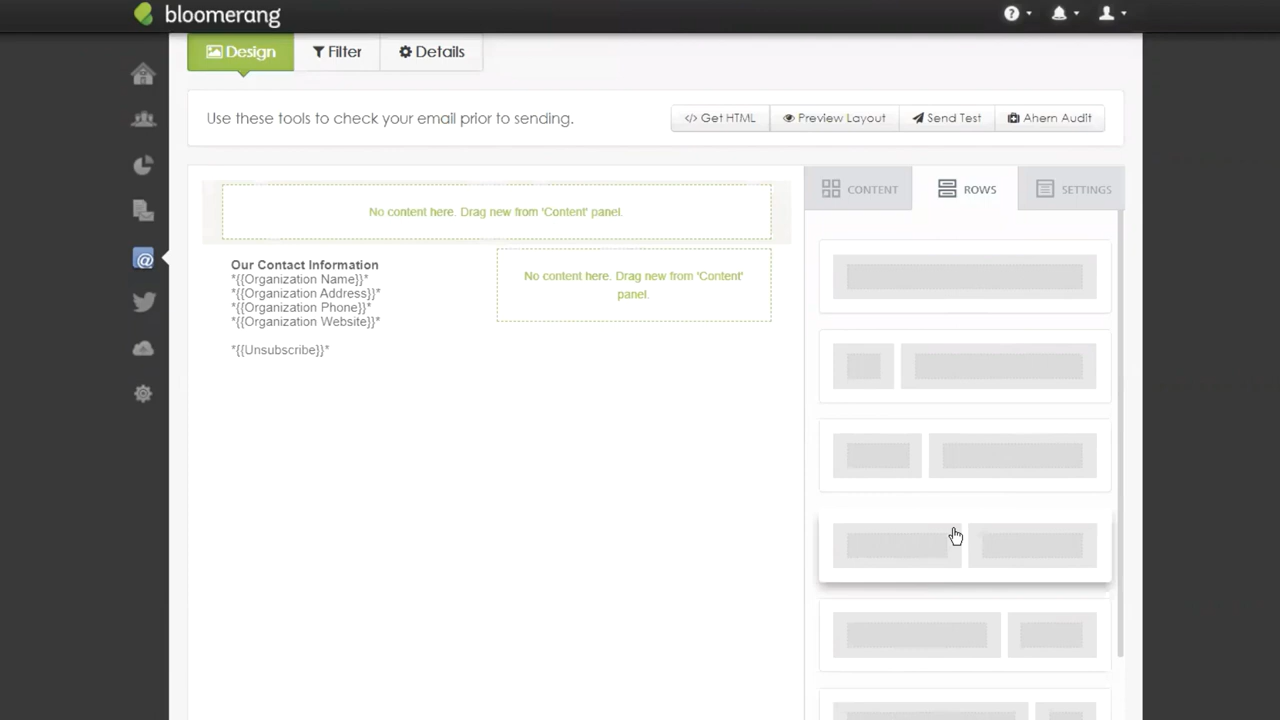 bloomerang
Design
Filter
Details
Use these tools to check your email prior to sending.
</> Get HTML
Preview Layout
Send Test
Ahern Audit
No content here. Drag new from 'Content' panel.
CONTENT
ROWS
SETTINGS
Our Contact Information
*{{Organization Name}}*
*{{Organization Address}}*
*{{Organization Phone}}*
*{{Organization Website}}*
*{{Unsubscribe}}*
No content here. Drag new from 'Content'
panel.